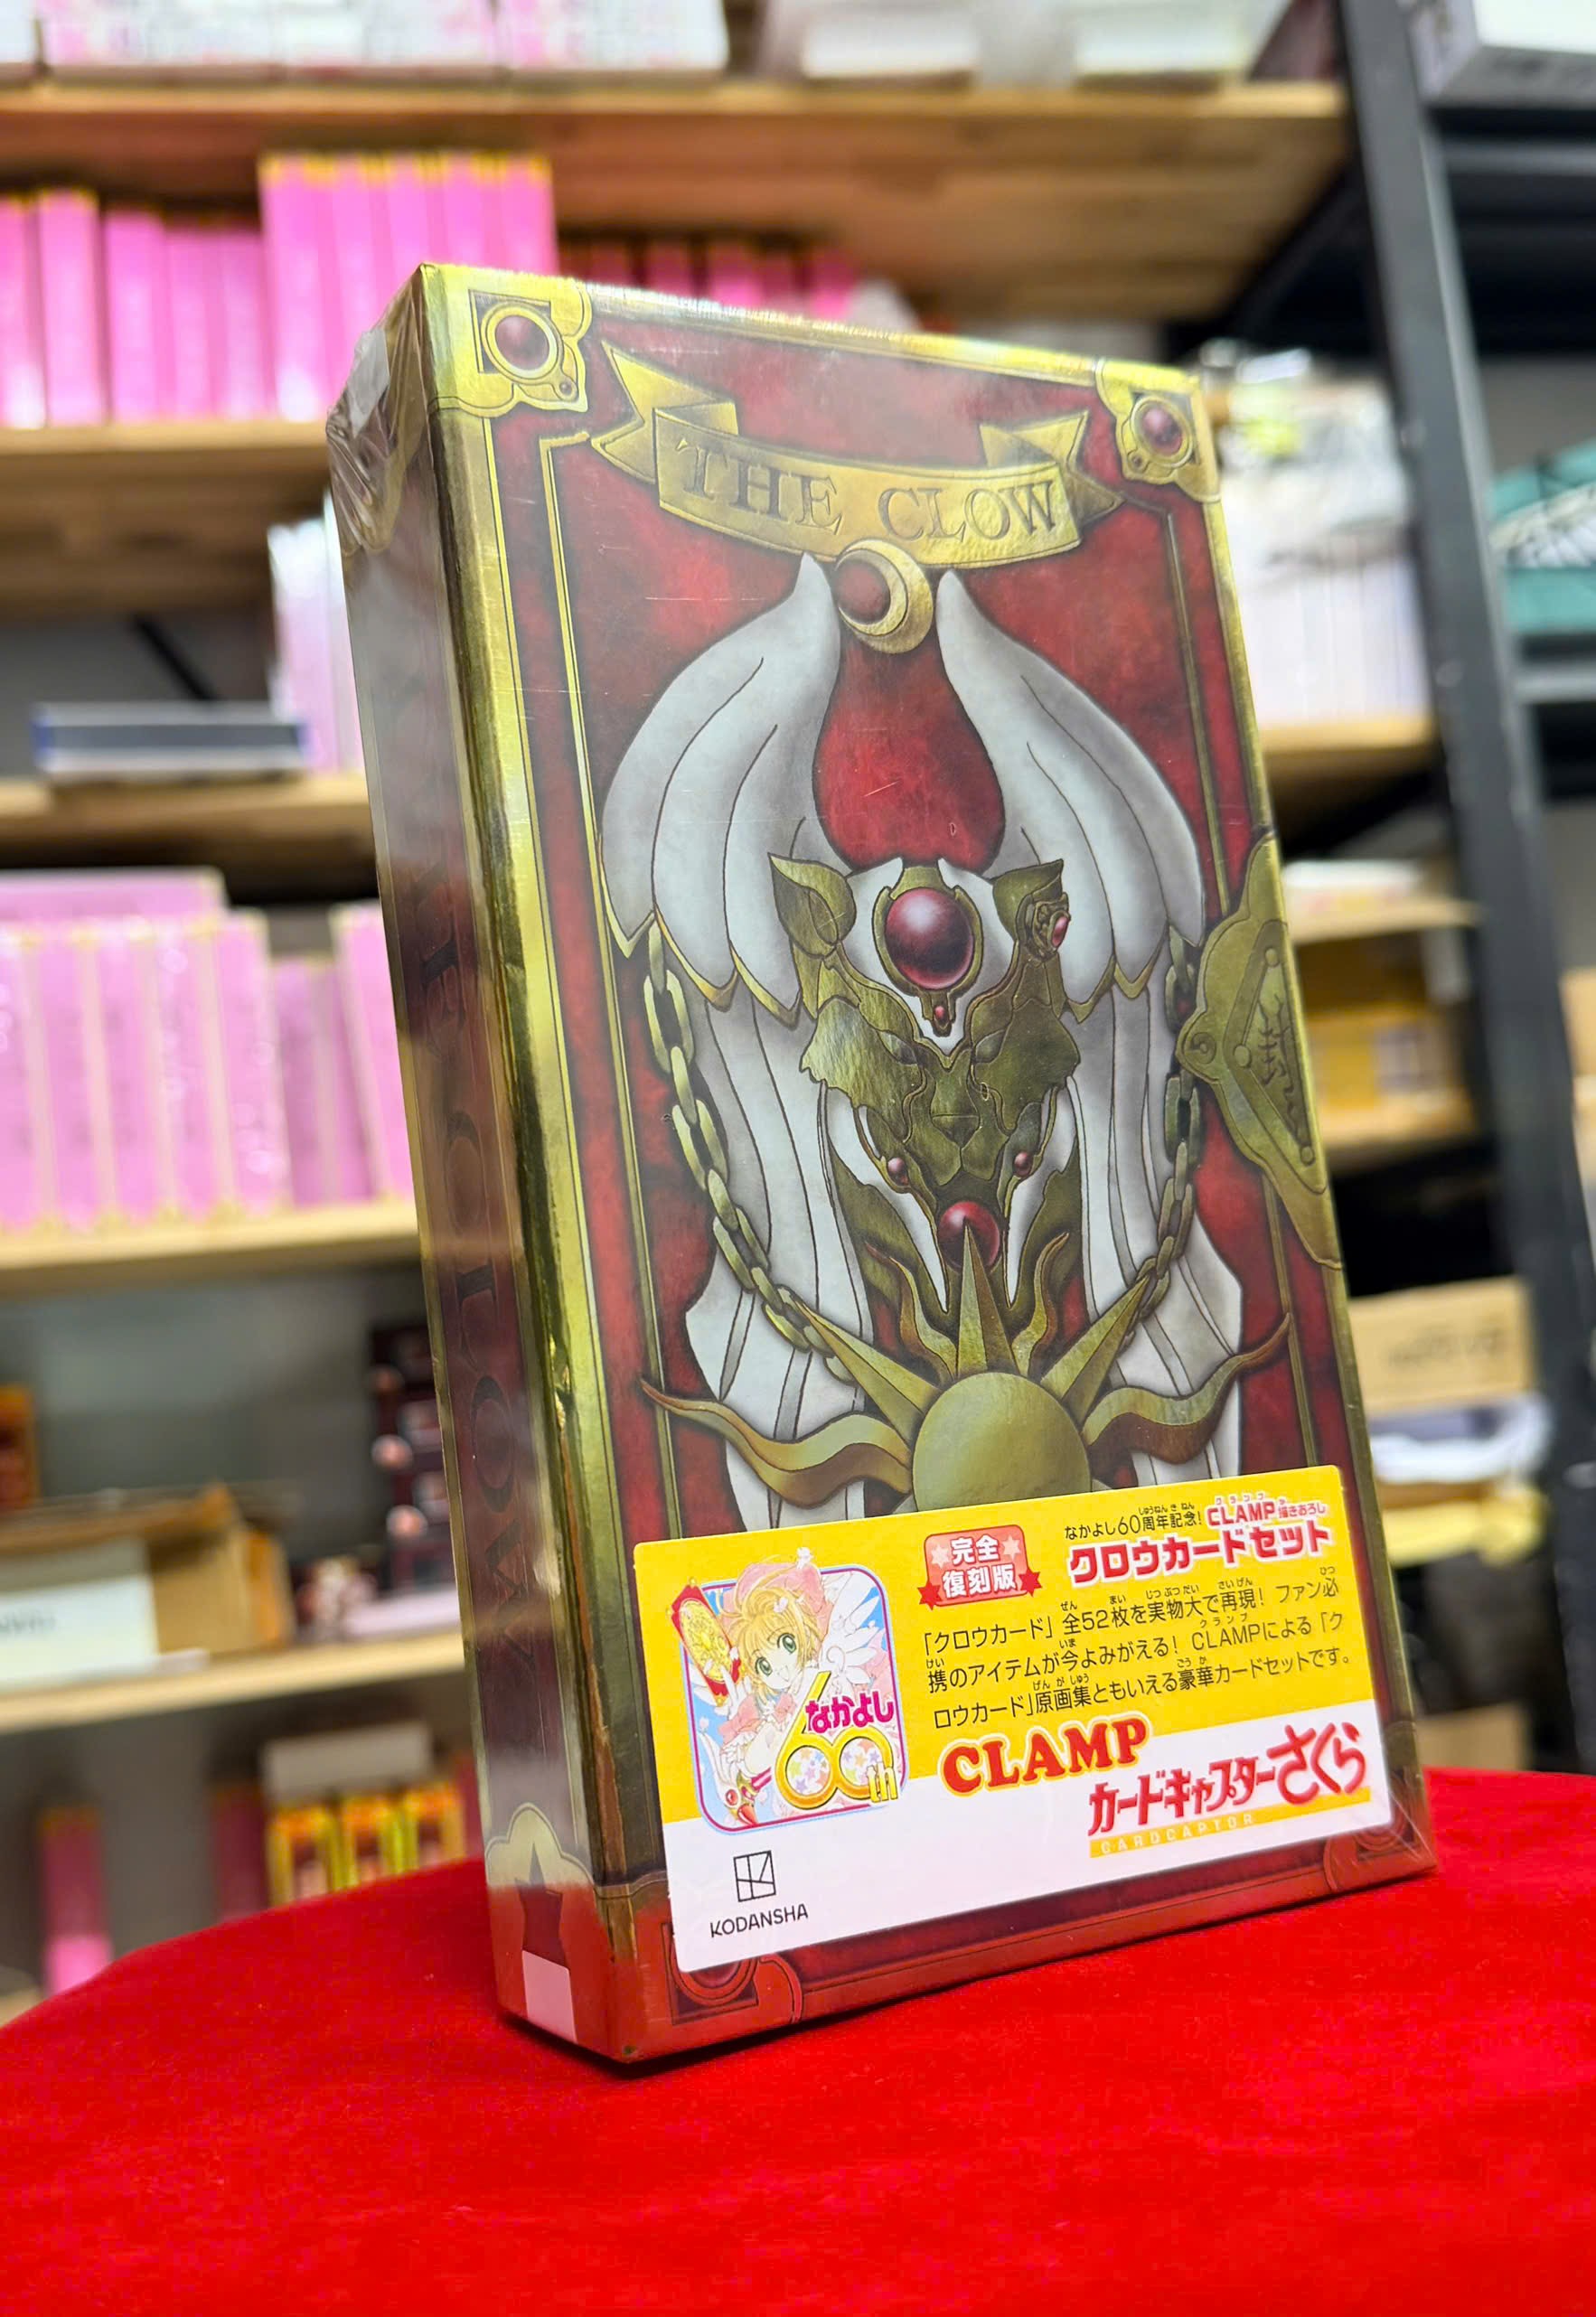 THE CLOW
封
完全
復刻版
なかよし60周年記念!CLAMP描きおろし
クロウカードセット
「クロウカード」全52枚を実物大で再現! ファン必
携のアイテムが今よみがえる! CLAMPによる「ク
ロウカード」原画集ともいえる豪華カードセットです。
なかよし
60th
CLAMP
カードキャプターさくら
CARDCAPTOR
KODANSHA